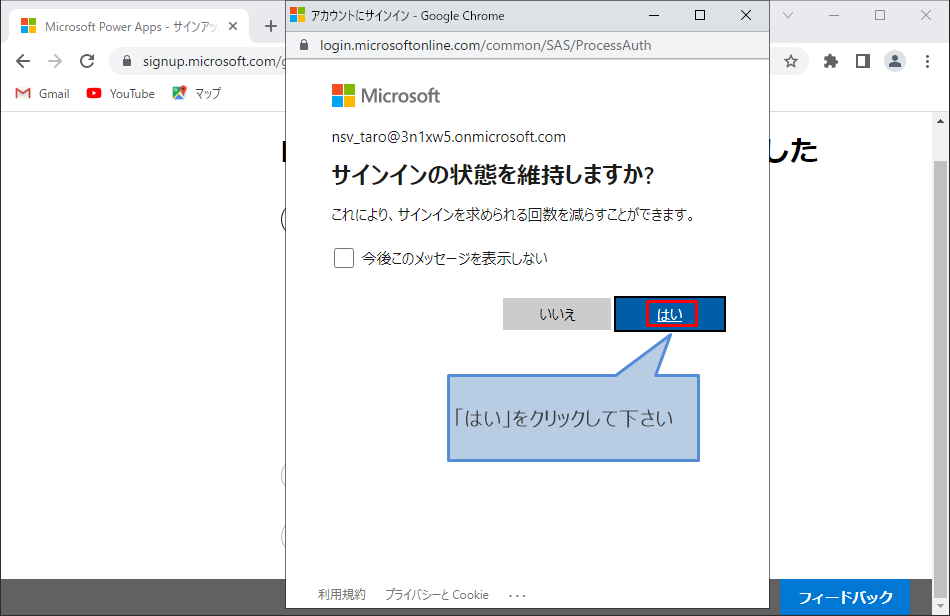 Microsoft Power Apps - サインアッ
アカウントにサインイン - Google Chrome
signup.microsoft.com/
login.microsoftonline.com/common/SAS/ProcessAuth
Gmail
YouTube
マップ
Microsoft
nsv_taro@3n1xw5.onmicrosoft.com
した
サインインの状態を維持しますか?
これにより、サインインを求められる回数を減らすことができます。
今後このメッセージを表示しない
いいえ
はい
「はい」をクリックして下さい
利用規約
プライバシーと Cookie
...
フィードバック